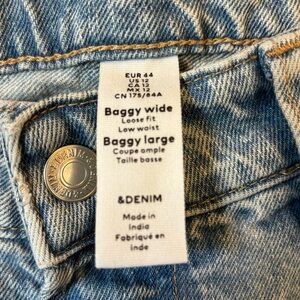 EUR 44
US 12
CA 12
MX 12
CN 175/84A
Baggy wide
Loose fit
Low waist
Baggy large
Coupe ample
Taille basse
&DENIM
Made in
India
Fabriqué en
Inde